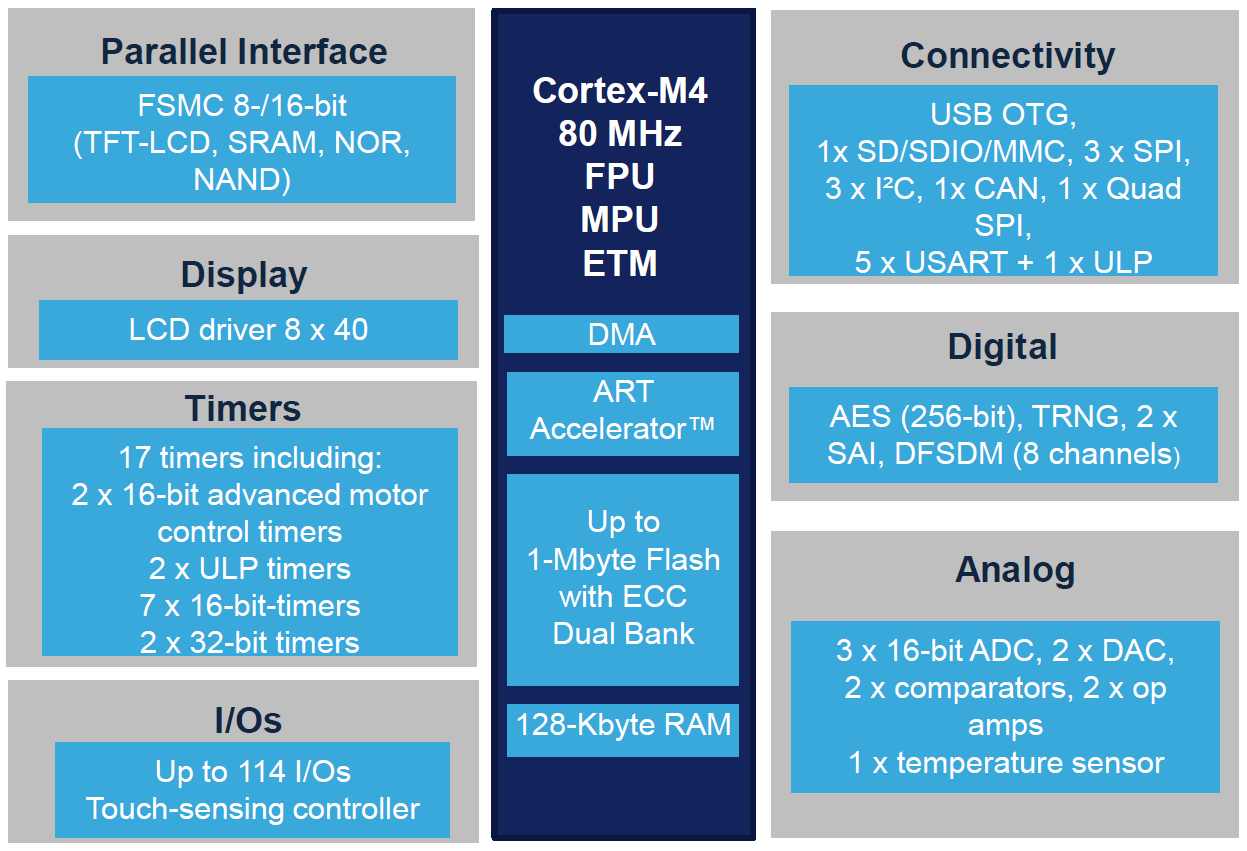 Parallel Interface
FSMC 8-/16-bit
(TFT-LCD, SRAM, NOR,
NAND)
Display
LCD driver 8 x 40
Timers
17 timers including:
2 x 16-bit advanced motor
control timers
2 x ULP timers
7 x 16-bit-timers
2 x 32-bit timers
I/Os
Up to 114 I/Os
Touch-sensing controller
Cortex-M4
80 MHz
FPU
MPU
ETM
DMA
ART
Accelerator™
Up to
1-Mbyte Flash
with ECC
Dual Bank
128-Kbyte RAM
Connectivity
USB OTG,
1x SD/SDIO/MMC, 3 x SPI,
3 x I²C, 1x CAN, 1 x Quad
SPI,
5 x USART + 1 x ULP
Digital
AES (256-bit), TRNG, 2 x
SAI, DFSDM (8 channels)
Analog
3 x 16-bit ADC, 2 x DAC,
2 x comparators, 2 x op
amps
1 x temperature sensor